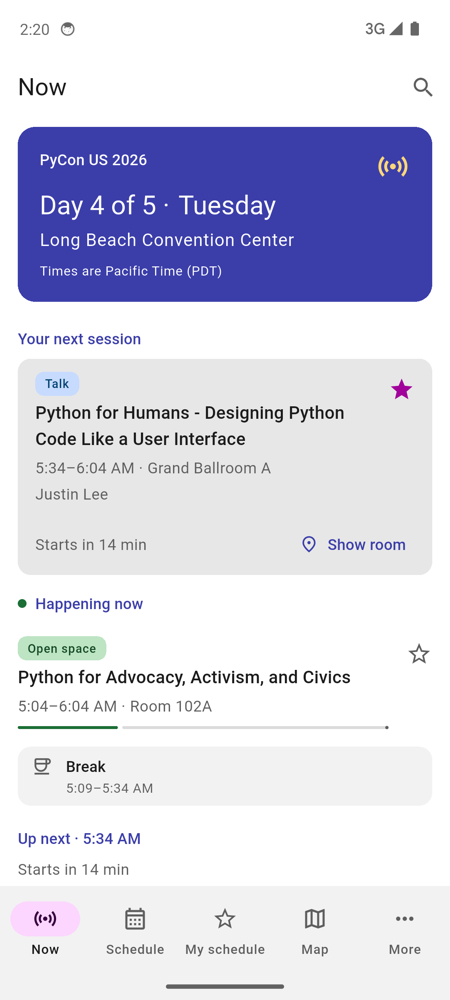 2:20
3G
Now
PyCon US 2026
Day 4 of 5 · Tuesday
Long Beach Convention Center
Times are Pacific Time (PDT)
Your next session
Talk
Python for Humans - Designing Python
Code Like a User Interface
5:34–6:04 AM · Grand Ballroom A
Justin Lee
Starts in 14 min
Show room
Happening now
Open space
Python for Advocacy, Activism, and Civics
5:04–6:04 AM · Room 102A
Break
5:09–5:34 AM
Up next · 5:34 AM
Starts in 14 min
Now
Schedule
My schedule
Map
More